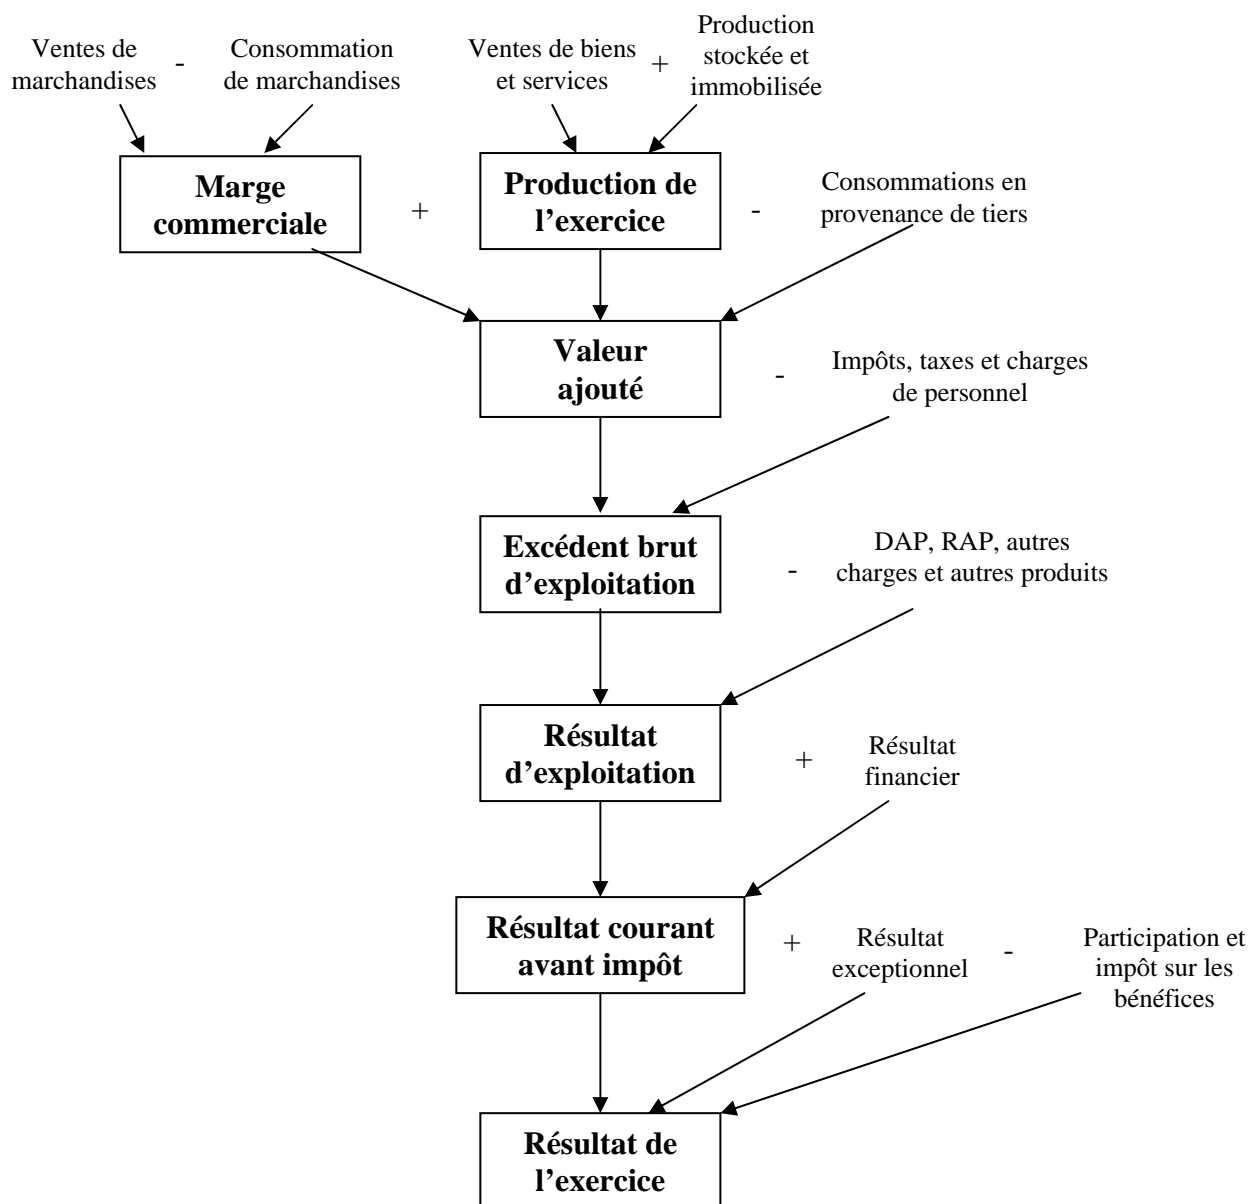 Ventes de
marchandises
-
Consommation
de marchandises
Ventes de biens
et services
+
Production
stockée et
immobilisée
Marge
commerciale
+
Production de
l’exercice
-
Consommations en
provenance de tiers
Valeur
ajouté
-
Impôts, taxes et charges
de personnel
Excédent brut
d’exploitation
-
DAP, RAP, autres
charges et autres produits
Résultat
d’exploitation
+
Résultat
financier
Résultat courant
avant impôt
+
Résultat
exceptionnel
-
Participation et
impôt sur les
bénéfices
Résultat de
l’exercice